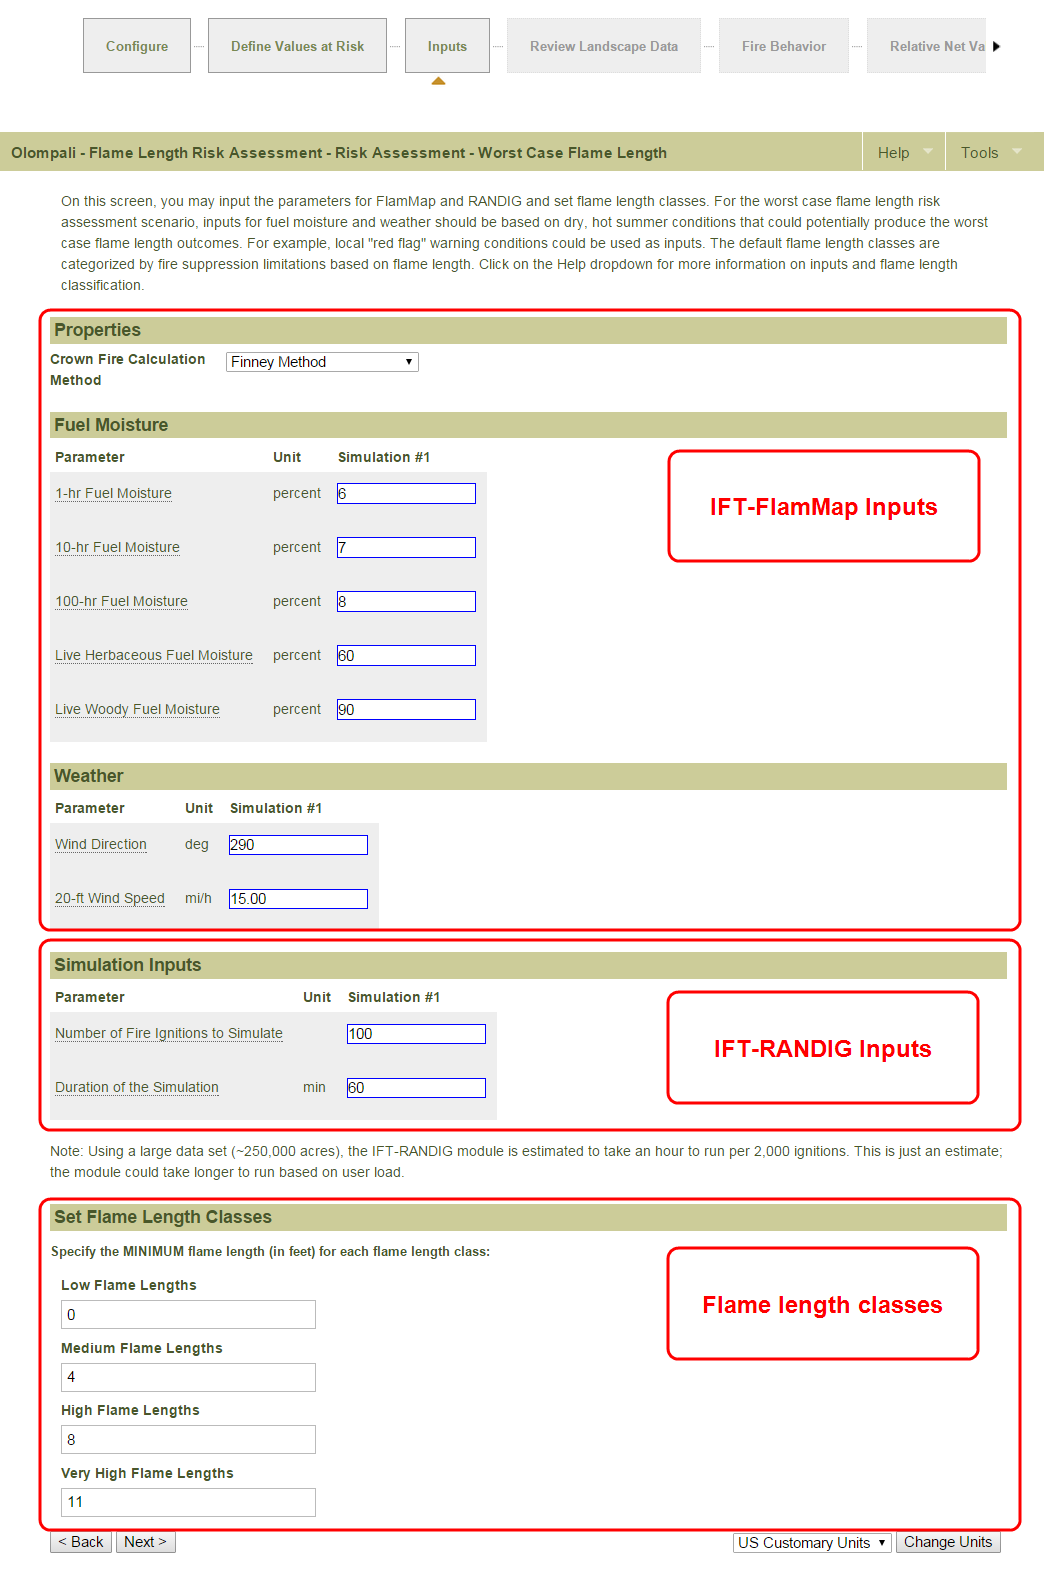 Configure
Define Values at Risk
Inputs
Review Landscape Data
Fire Behavior
Relative Net Va
Olompali - Flame Length Risk Assessment - Risk Assessment - Worst Case Flame Length
Help
Tools
On this screen, you may input the parameters for FlamMap and RANDIG and set flame length classes. For the worst case flame length risk
assessment scenario, inputs for fuel moisture and weather should be based on dry, hot summer conditions that could potentially produce the worst
case flame length outcomes. For example, local "red flag" warning conditions could be used as inputs. The default flame length classes are
categorized by fire suppression limitations based on flame length. Click on the Help dropdown for more information on inputs and flame length
classification.
Properties
Crown Fire Calculation
Method
Finney Method
Fuel Moisture
Parameter Unit Simulation #1
1-hr Fuel Moisture percent 6
10-hr Fuel Moisture percent 7
100-hr Fuel Moisture percent 8
Live Herbaceous Fuel Moisture percent 60
Live Woody Fuel Moisture percent 90
IFT-FlamMap Inputs
Weather
Parameter Unit Simulation #1
Wind Direction deg 290
20-ft Wind Speed mi/h 15.00
Simulation Inputs
Parameter Unit Simulation #1
Number of Fire Ignitions to Simulate 100
Duration of the Simulation min 60
IFT-RANDIG Inputs
Note: Using a large data set (~250,000 acres), the IFT-RANDIG module is estimated to take an hour to run per 2,000 ignitions. This is just an estimate;
the module could take longer to run based on user load.
Set Flame Length Classes
Specify the MINIMUM flame length (in feet) for each flame length class:
Low Flame Lengths
0
Medium Flame Lengths
4
High Flame Lengths
8
Very High Flame Lengths
11
Flame length classes
< Back
Next >
US Customary Units
Change Units